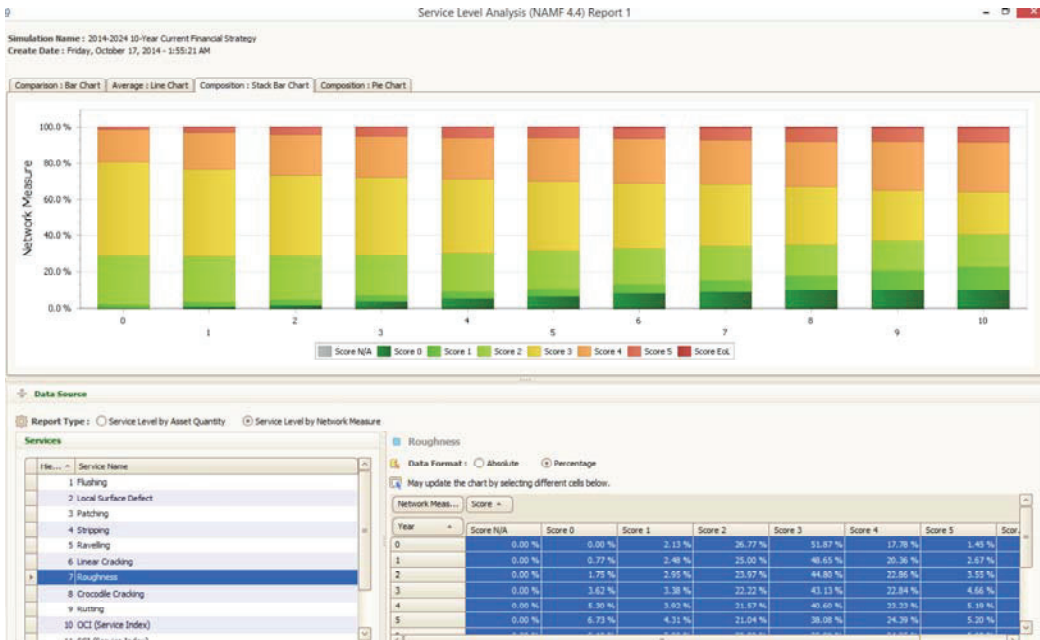 Service Level Analysis (NAMF 4.4) Report 1
Simulation Name : 2014-2024 10-Year Current Financial Strategy
Create Date : Friday, October 17, 2014 - 1:55:21 AM
Comparison : Bar Chart Average : Line Chart Composition : Stack Bar Chart Composition : Pie Chart
Network Measure
100.0 %
80.0 %
60.0 %
40.0 %
20.0 %
0.0 %
0 1 2 3 4 5 6 7 8 9 10
Score N/A Score 0 Score 1 Score 2 Score 3 Score 4 Score 5 Score EoL
Data Source
Report Type : Service Level by Asset Quantity Service Level by Network Measure
Services
Hie... Service Name
1 Flushing
2 Local Surface Defect
3 Patching
4 Stripping
5 Ravelling
6 Linear Cracking
7 Roughness
8 Crocodile Cracking
9 Rutting
10 OCI (Service Index)
Roughness
Data Format : Absolute Percentage
May update the chart by selecting different cells below.
Network Meas... Score
Year Score N/A Score 0 Score 1 Score 2 Score 3 Score 4 Score 5 Scor...
0 0.00 % 0.00 % 2.13 % 26.77 % 51.87 % 17.78 % 1.45 %
1 0.00 % 0.77 % 2.48 % 25.00 % 48.65 % 20.36 % 2.67 %
2 0.00 % 1.75 % 2.95 % 23.97 % 44.80 % 22.86 % 3.55 %
3 0.00 % 3.62 % 3.38 % 22.22 % 43.13 % 22.84 % 4.66 %
4 0.00 %
5 0.00 % 6.73 % 4.31 % 21.04 % 38.08 % 24.39 % 5.20 %